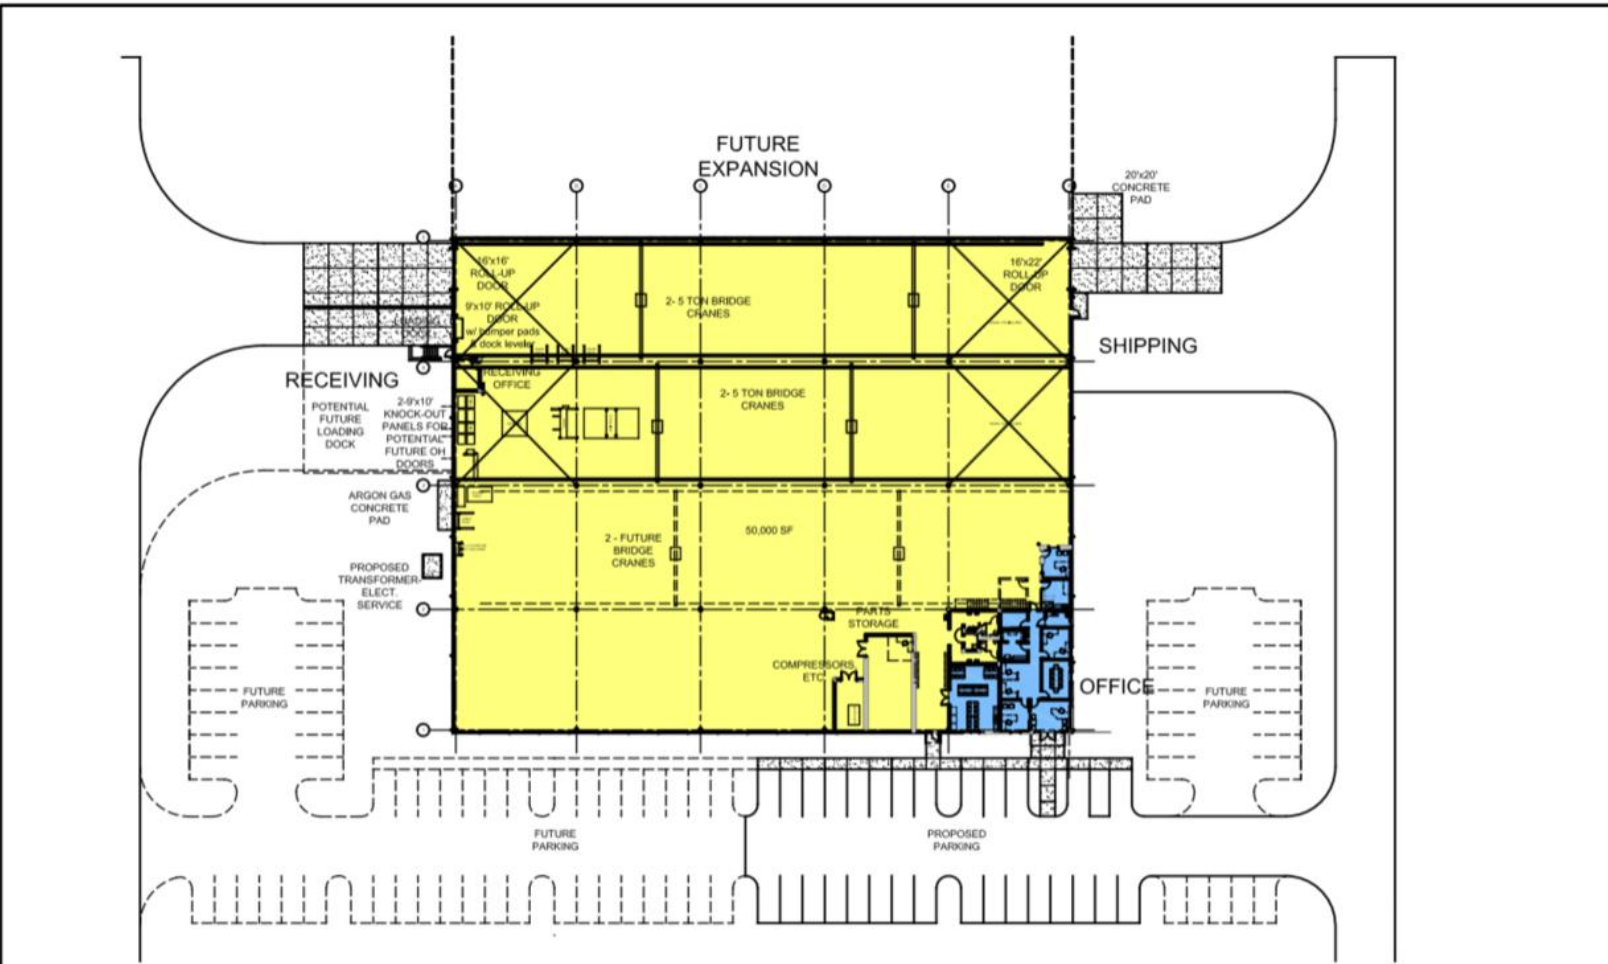 FUTURE
EXPANSION
20'x20'
CONCRETE
PAD
16'x16'
ROLL-UP
DOOR
9'x10' ROLL-UP
DOOR
w/ bumper pads
& dock leveler
2- 5 TON BRIDGE
CRANES
16'x22'
ROLL-UP
DOOR
LOADING
DOCK
SHIPPING
RECEIVING
RECEIVING
OFFICE
POTENTIAL
FUTURE
LOADING
DOCK
2-9'x10'
KNOCK-OUT
PANELS FOR
POTENTIAL
FUTURE OH
DOORS
2- 5 TON BRIDGE
CRANES
ARGON GAS
CONCRETE
PAD
2 - FUTURE
BRIDGE
CRANES
50,000 SF
PROPOSED
TRANSFORMER-
ELECT.
SERVICE
PARTS
STORAGE
COMPRESSORS,
ETC.
OFFICE
FUTURE
PARKING
FUTURE
PARKING
FUTURE
PARKING
PROPOSED
PARKING